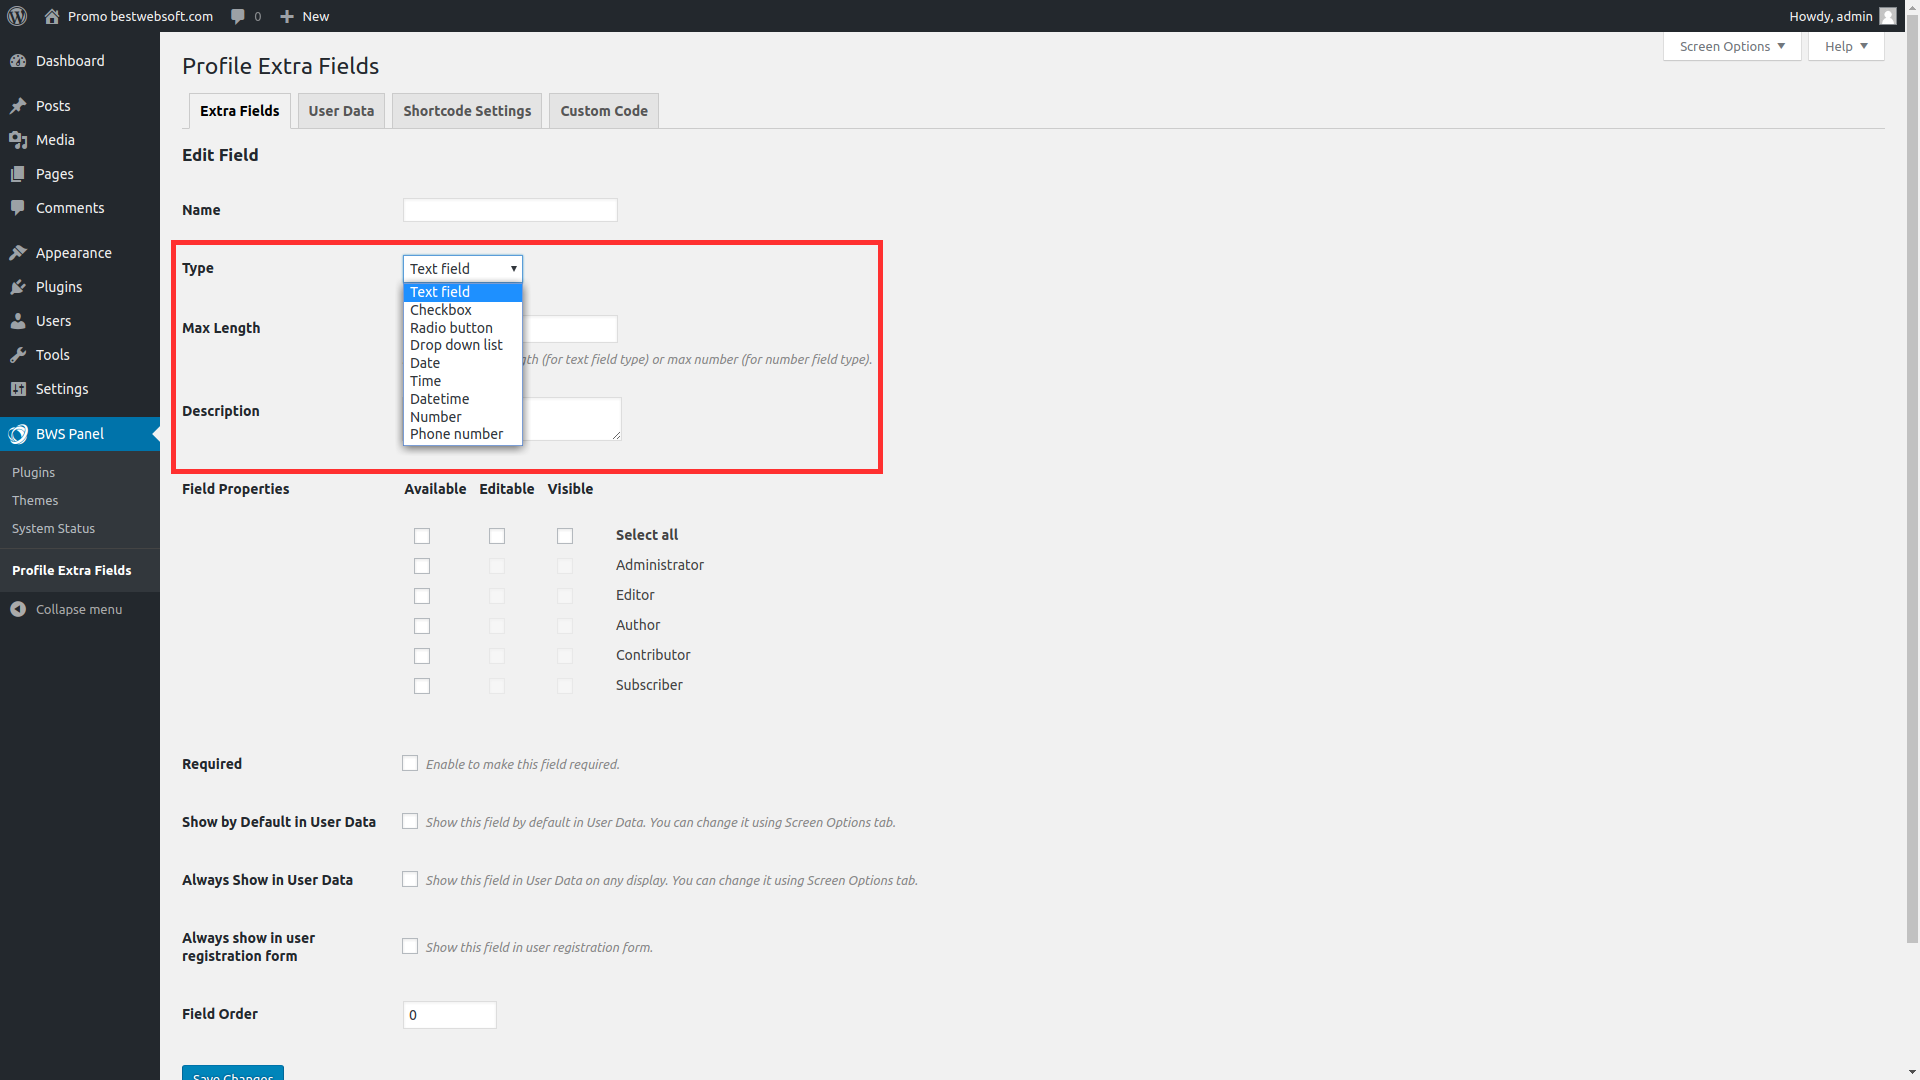 Promo bestwebsoft.com
0
New
Howdy, admin
Dashboard
Posts
Media
Pages
Comments
Appearance
Plugins
Users
Tools
Settings
BWS Panel
Plugins
Themes
System Status
Profile Extra Fields
Collapse menu
Screen Options
Help
Profile Extra Fields
Extra Fields
User Data
Shortcode Settings
Custom Code
Edit Field
Name
Type
Text field
Text field
Checkbox
Radio button
Drop down list
Date
Time
Datetime
Number
Phone number
Max Length
(for text field type) or max number (for number field type).
Description
Field Properties
Available Editable Visible
Select all
Administrator
Editor
Author
Contributor
Subscriber
Required
Enable to make this field required.
Show by Default in User Data
Show this field by default in User Data. You can change it using Screen Options tab.
Always Show in User Data
Show this field in User Data on any display. You can change it using Screen Options tab.
Always show in user
registration form
Show this field in user registration form.
Field Order
0
Save Changes